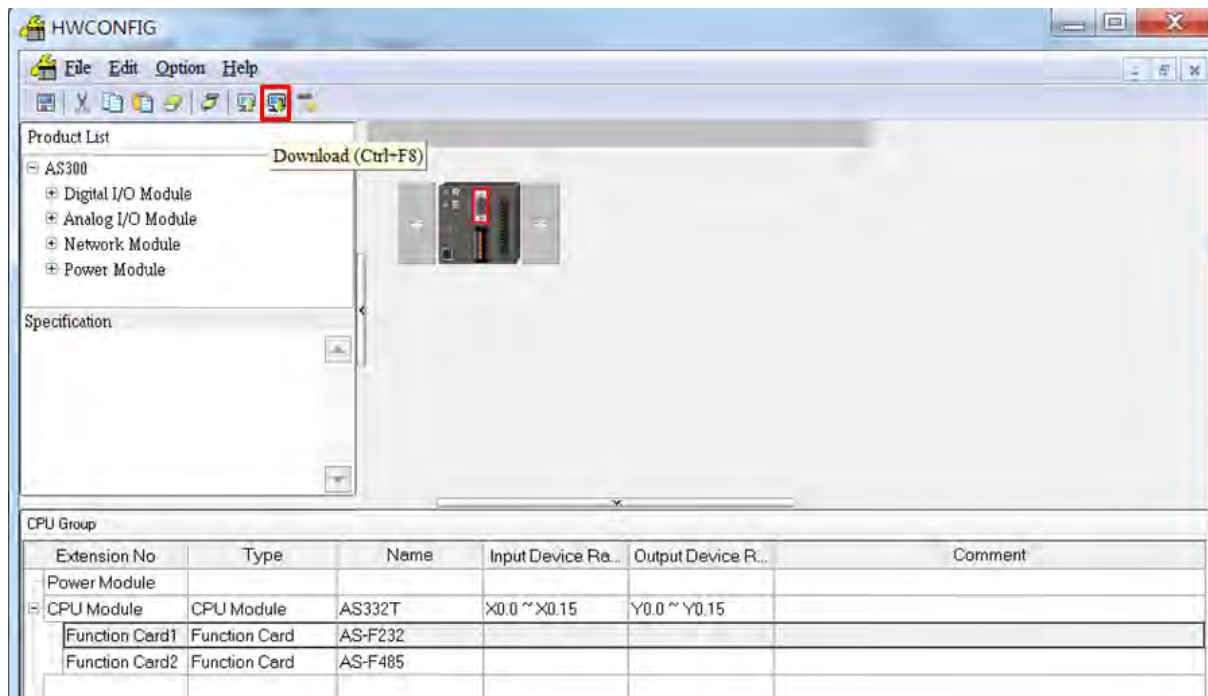 HWCONFIG
File Edit Option Help
Product List
Download (Ctrl+F8)
AS300
Digital I/O Module
Analog I/O Module
Network Module
Power Module
Specification
CPU Group
Extension No Type Name Input Device Ra... Output Device R... Comment
Power Module
CPU Module CPU Module AS332T X0.0 ~ X0.15 Y0.0 ~ Y0.15
Function Card1 Function Card AS-F232
Function Card2 Function Card AS-F485